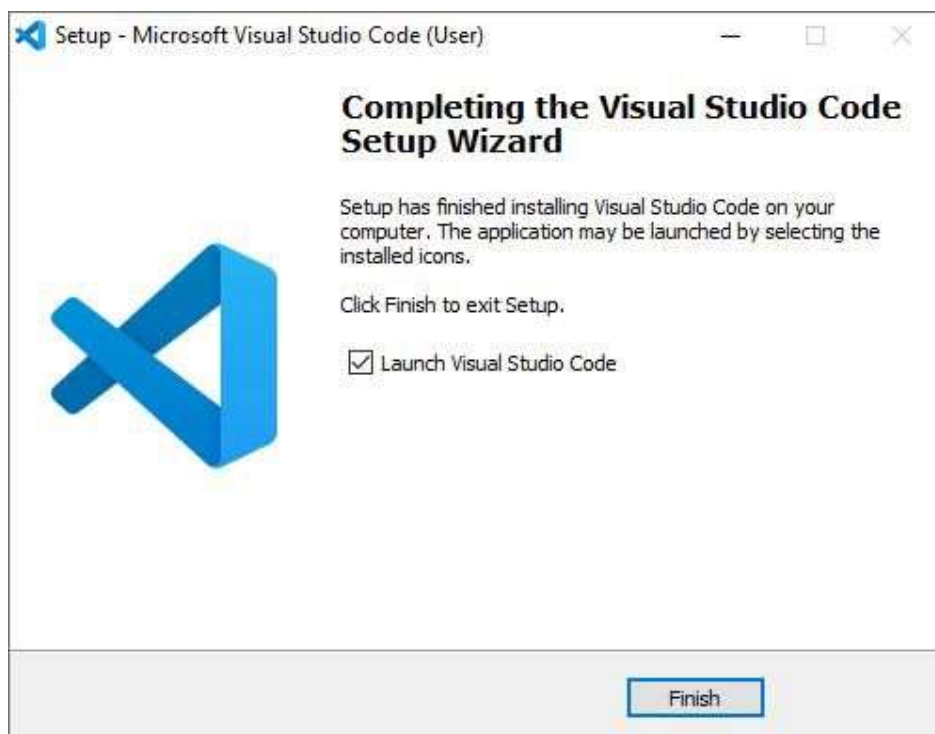 Setup - Microsoft Visual Studio Code (User)
Completing the Visual Studio Code
Setup Wizard
Setup has finished installing Visual Studio Code on your
computer. The application may be launched by selecting the
installed icons.
Click Finish to exit Setup.
Launch Visual Studio Code
Finish